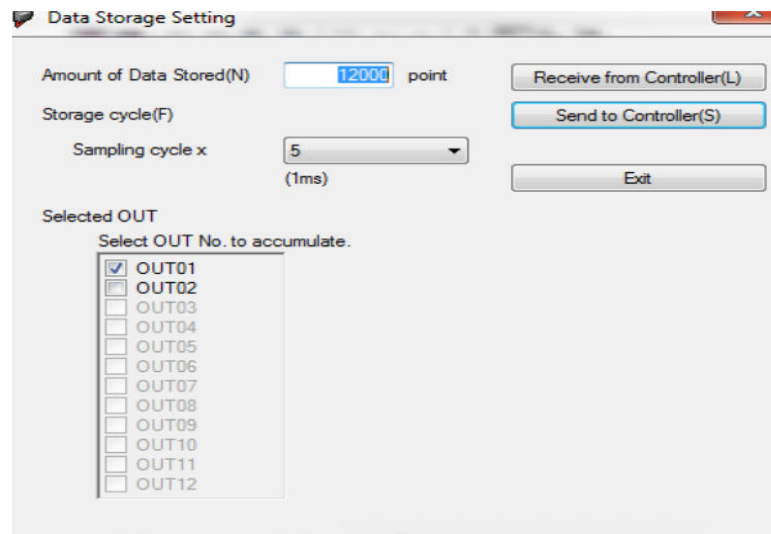 Data Storage Setting
Amount of Data Stored(N) 12000 point Receive from Controller(L)
Storage cycle(F) Send to Controller(S)
Sampling cycle x 5
(1ms) Exit
Selected OUT
Select OUT No. to accumulate.
OUT01
OUT02
OUT03
OUT04
OUT05
OUT06
OUT07
OUT08
OUT09
OUT10
OUT11
OUT12